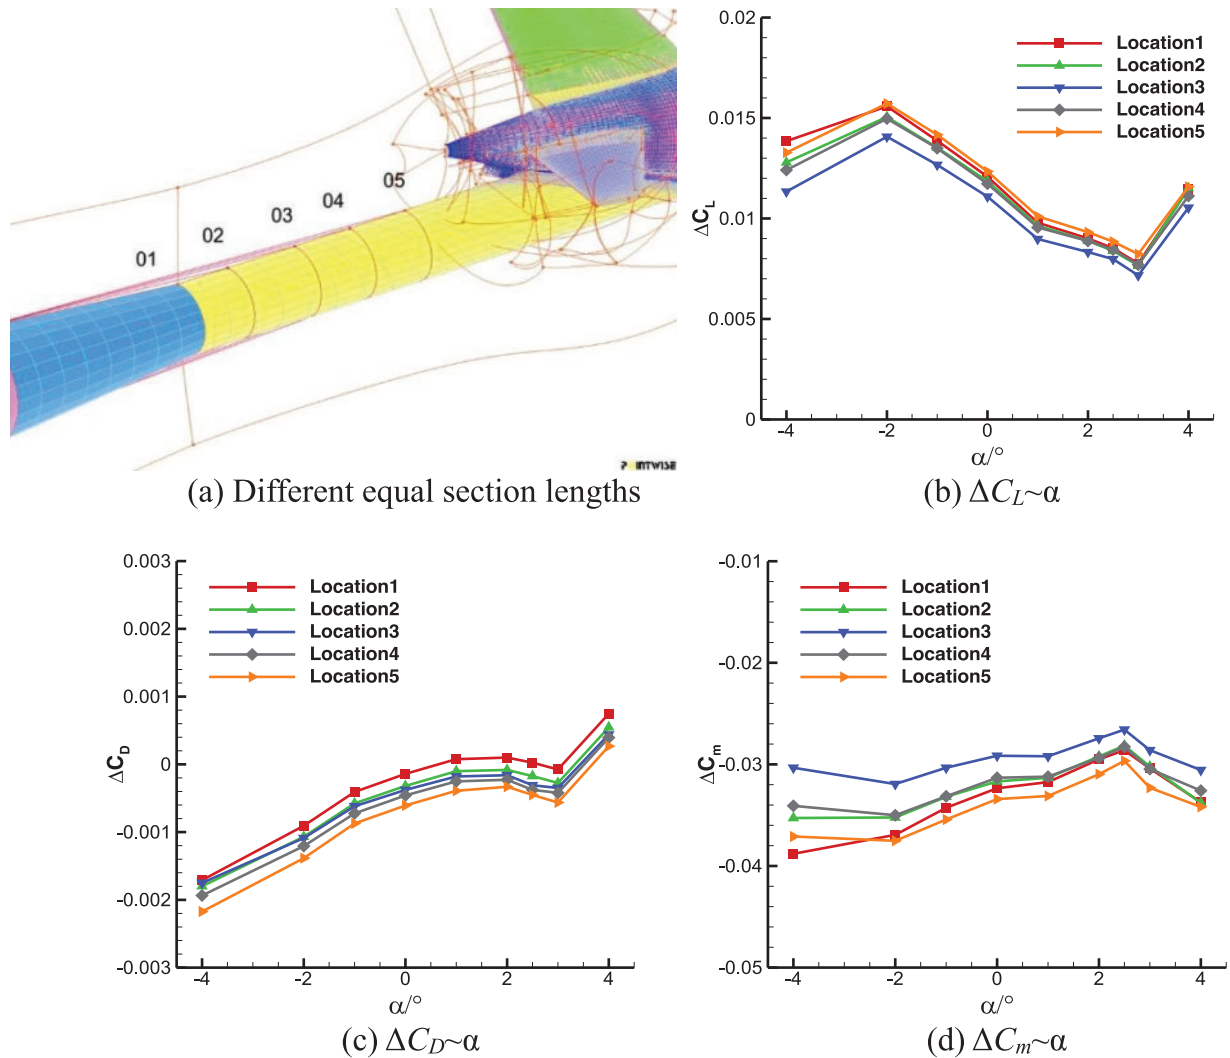 01
02
03
04
05
(a) Different equal section lengths
0.02
0.015
0.01
0.005
0
ΔC_L
-4
-2
0
2
4
α/°
Location1
Location2
Location3
Location4
Location5
(b) ΔC_L~α
0.003
0.002
0.001
0
-0.001
-0.002
-0.003
ΔC_D
-4
-2
0
2
4
α/°
Location1
Location2
Location3
Location4
Location5
(c) ΔC_D~α
-0.01
-0.02
-0.03
-0.04
-0.05
ΔC_m
-4
-2
0
2
4
α/°
Location1
Location2
Location3
Location4
Location5
(d) ΔC_m~α